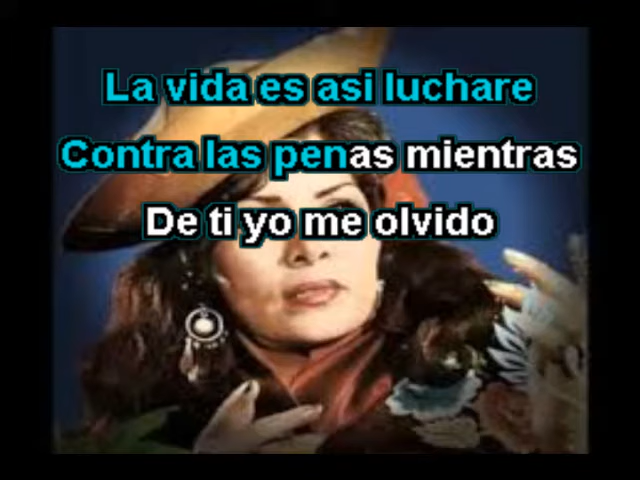 La vida es asi luchare
Contra las penas mientras
De ti yo me olvido